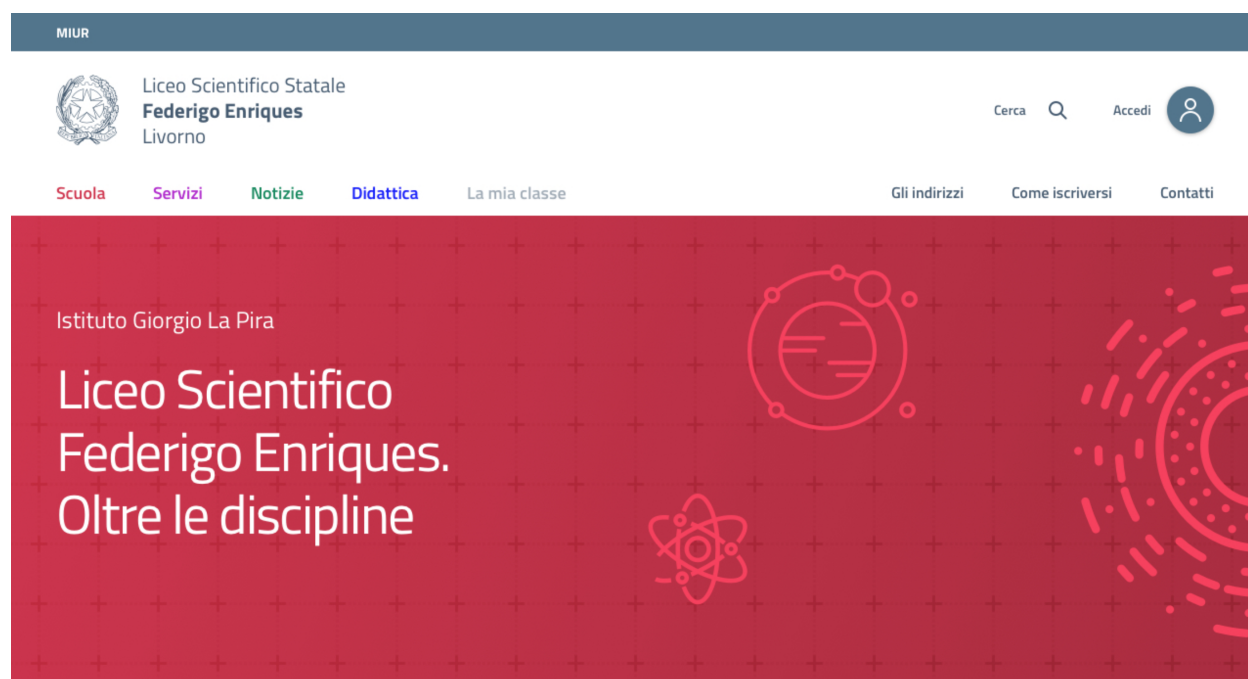 MIUR
Liceo Scientifico Statale
Federigo Enriques
Livorno
Cerca
Accedi
Scuola
Servizi
Notizie
Didattica
La mia classe
Gli indirizzi
Come iscriversi
Contatti
Istituto Giorgio La Pira
Liceo Scientifico
Federigo Enriques.
Oltre le discipline